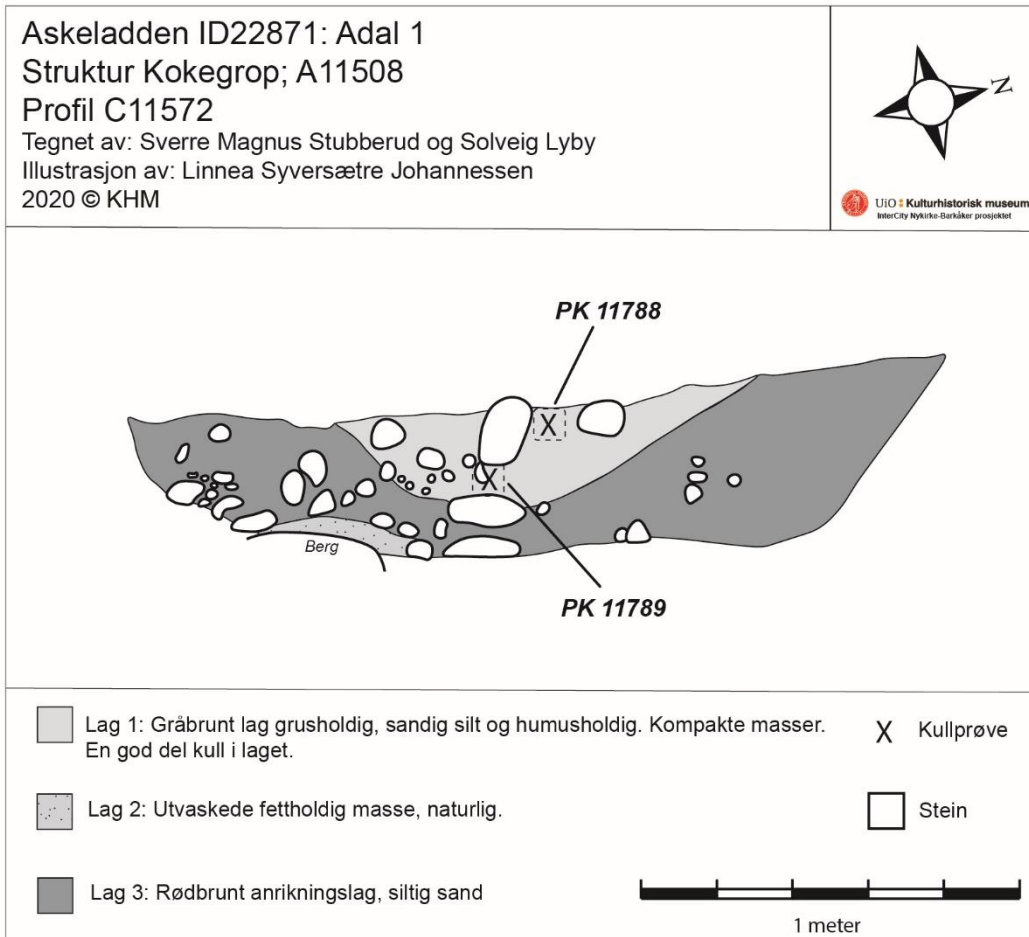 Askeladden ID22871: Adal 1
Struktur Kokegrop; A11508
Profil C11572
Tegnet av: Sverre Magnus Stubberud og Solveig Lyby
Illustrasjon av: Linnea Syversætre Johannessen
2020 © KHM
N
UiO : Kulturhistorisk museum
InterCity Nykirke-Barkåker prosjektet
PK 11788
X
X
Berg
PK 11789
Lag 1: Gråbrunt lag grusholdig, sandig silt og humusholdig. Kompakte masser.
En god del kull i laget.
X Kullprøve
Lag 2: Utvaskede fettholdig masse, naturlig.
Stein
Lag 3: Rødbrunt anrikningslag, siltig sand
1 meter